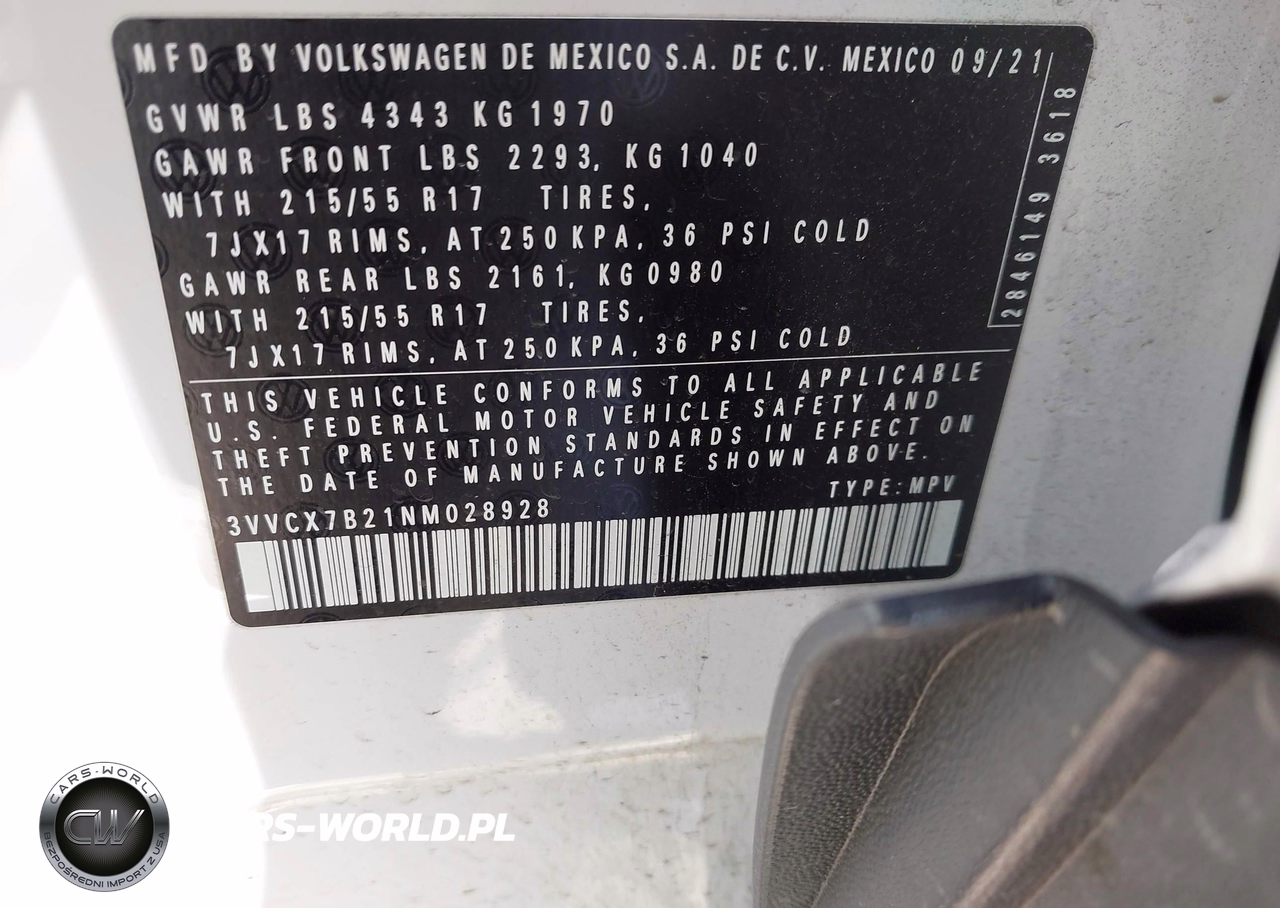 MFD BY VOLKSWAGEN DE MEXICO S.A. DE C.V. MEXICO 09/21
GVWR LBS 4343 KG 1970
GAWR FRONT LBS 2293, KG 1040
WITH 215/55 R17 TIRES,
7JX17 RIMS, AT 250 KPA, 36 PSI COLD
GAWR REAR LBS 2161, KG0980
WITH 215/55 R17 TIRES,
7JX17 RIMS, AT 250 KPA, 36 PSI COLD
2846149 3618
THIS VEHICLE CONFORMS TO ALL APPLICABLE
U.S. FEDERAL MOTOR VEHICLE SAFETY AND
THEFT PREVENTION STANDARDS IN EFFECT ON
THE DATE OF MANUFACTURE SHOWN ABOVE.
TYPE:MPV
3VVCX7B21NM028928
CARS-WORLD
CW
BEZPOŚREDNI IMPORT Z USA
RS-WORLD.PL